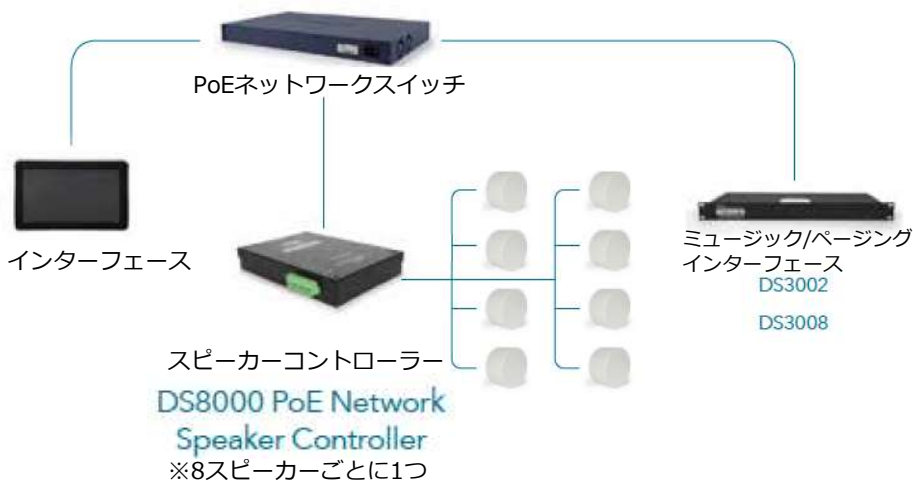 PoEネットワークスイッチ
インターフェース
ミュージック/ページング
インターフェース
DS3002
DS3008
スピーカーコントローラー
DS8000 PoE Network
Speaker Controller
※8スピーカーごとに1つ